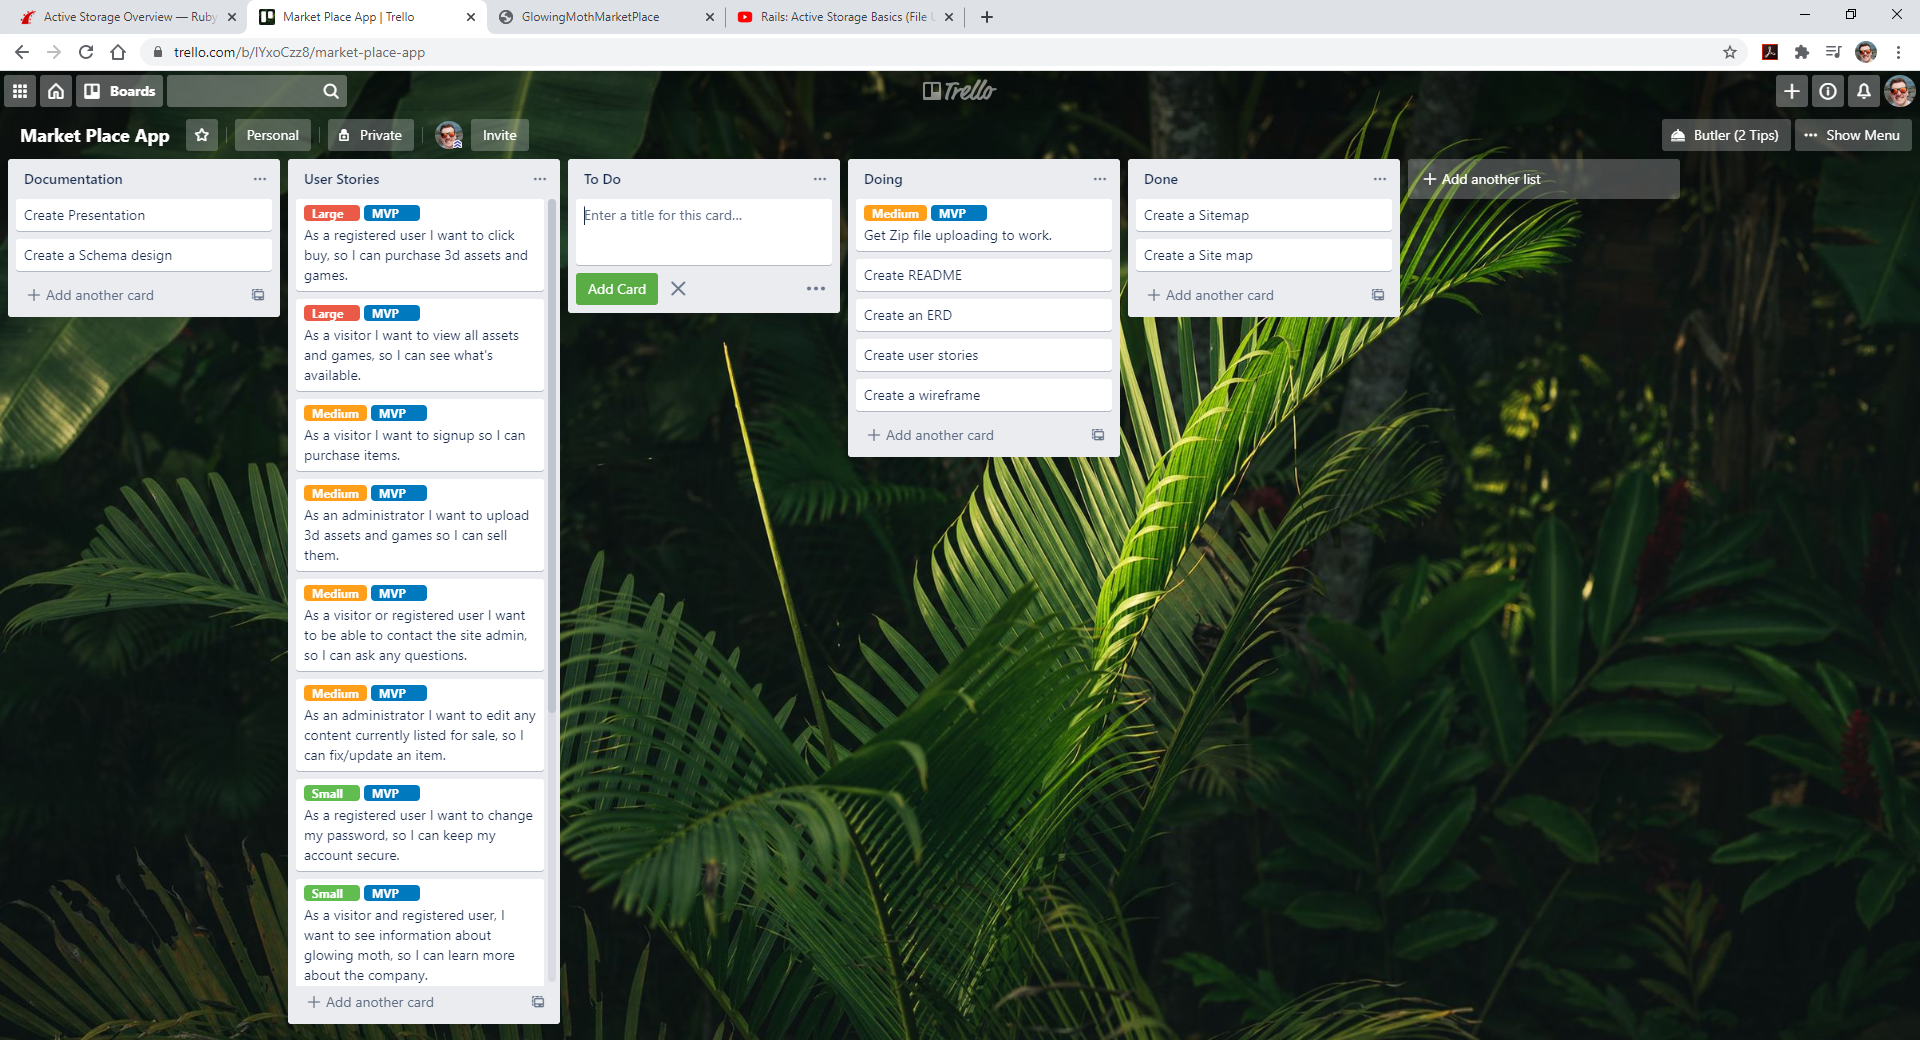 Active Storage Overview — Ruby
Market Place App | Trello
GlowingMothMarketPlace
Rails: Active Storage Basics (File
trello.com/b/lYxoCzz8/market-place-app
Boards
Trello
Market Place App
Personal
Private
Invite
Butler (2 Tips)
Show Menu
Documentation
Create Presentation
Create a Schema design
Add another card
User Stories
Large MVP
As a registered user I want to click
buy, so I can purchase 3d assets and
games.
Large MVP
As a visitor I want to view all assets
and games, so I can see what's
available.
Medium MVP
As a visitor I want to signup so I can
purchase items.
Medium MVP
As an administrator I want to upload
3d assets and games so I can sell
them.
Medium MVP
As a visitor or registered user I want
to be able to contact the site admin,
so I can ask any questions.
Medium MVP
As an administrator I want to edit any
content currently listed for sale, so I
can fix/update an item.
Small MVP
As a registered user I want to change
my password, so I can keep my
account secure.
Small MVP
As a visitor and registered user, I
want to see information about
glowing moth, so I can learn more
about the company.
Add another card
To Do
Enter a title for this card...
Add Card
Doing
Medium MVP
Get Zip file uploading to work.
Create README
Create an ERD
Create user stories
Create a wireframe
Add another card
Done
Create a Sitemap
Create a Site map
Add another card
Add another list